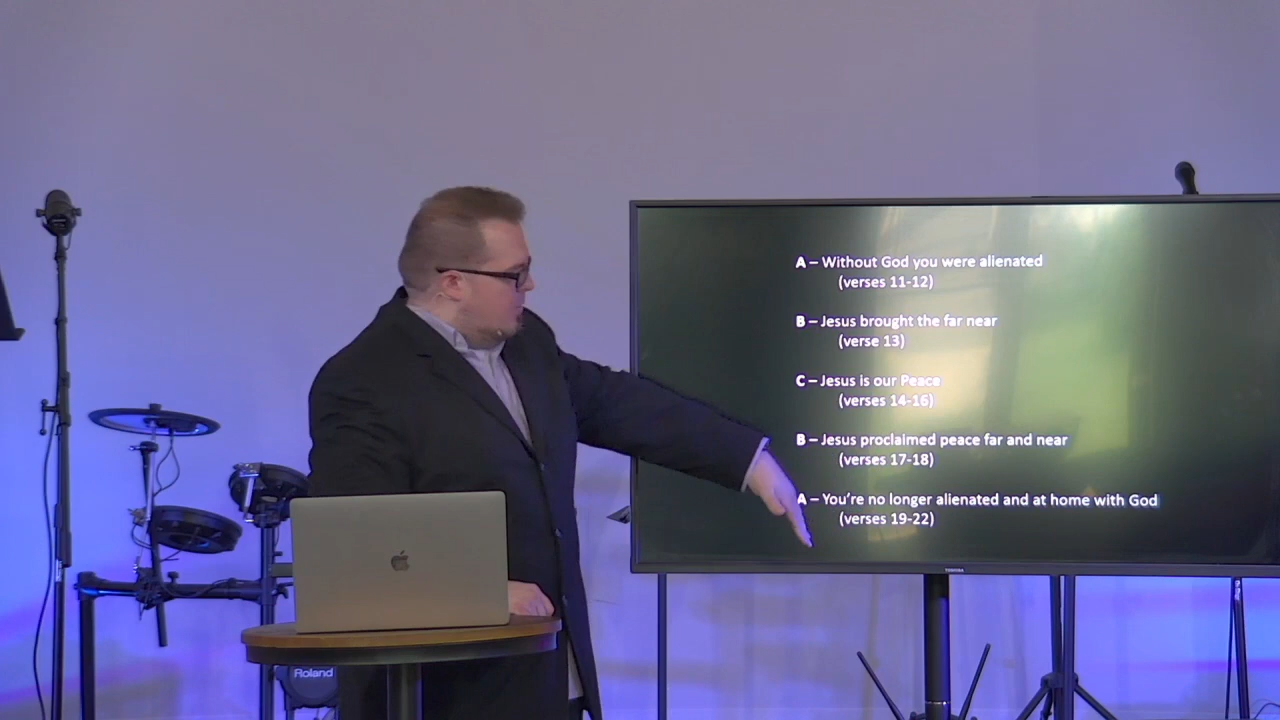 A – Without God you were alienated
(verses 11-12)
B – Jesus brought the far near
(verse 13)
C – Jesus is our Peace
(verses 14-16)
B – Jesus proclaimed peace far and near
(verses 17-18)
A – You're no longer alienated and at home with God
(verses 19-22)
TOSHIBA
Roland